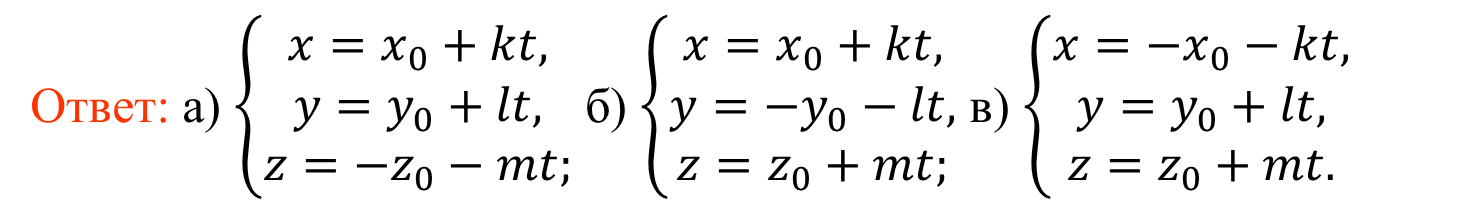 Ответ: а) { x = x₀ + kt, y = y₀ + lt, z = −z₀ − mt; б) { x = x₀ + kt, y = −y₀ − lt, z = z₀ + mt; в) { x = −x₀ − kt, y = y₀ + lt, z = z₀ + mt.